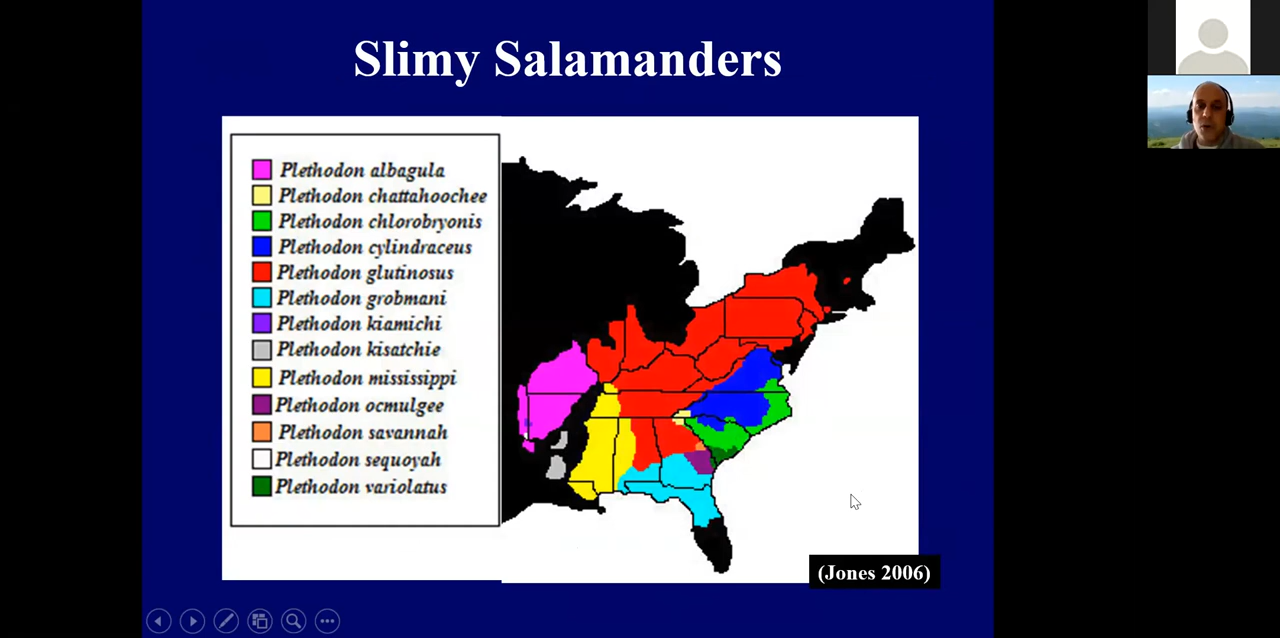 Slimy Salamanders
Plethodon albagula
Plethodon chattahoochee
Plethodon chlorobryonis
Plethodon cylindraceus
Plethodon glutinosus
Plethodon grobmani
Plethodon kiamichi
Plethodon kisatchie
Plethodon mississippi
Plethodon ocmulgee
Plethodon savannah
Plethodon sequoyah
Plethodon variolatus
(Jones 2006)